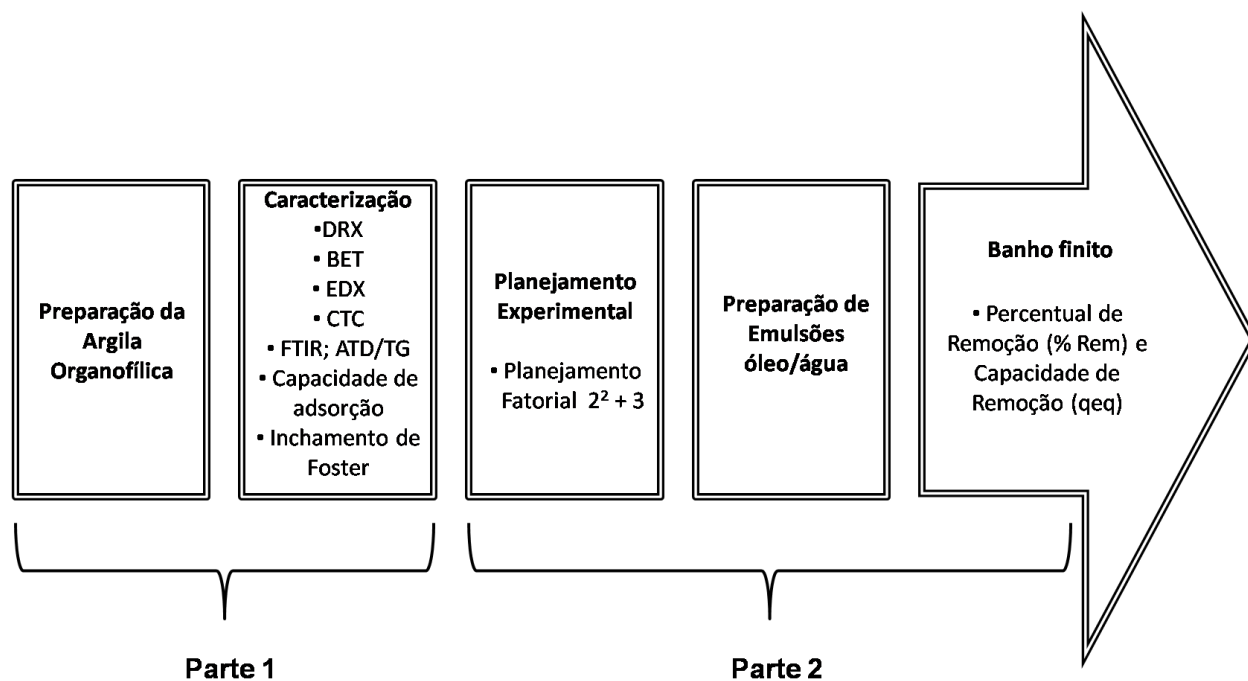 Preparação da
Argila
Organofílica
Caracterização
▪DRX
▪ BET
▪ EDX
▪ CTC
▪ FTIR; ATD/TG
▪ Capacidade de
adsorção
▪ Inchamento de
Foster
Planejamento
Experimental
▪ Planejamento
Fatorial 2² + 3
Preparação de
Emulsões
óleo/água
Banho finito
▪ Percentual de
Remoção (% Rem) e
Capacidade de
Remoção (qeq)
Parte 1
Parte 2